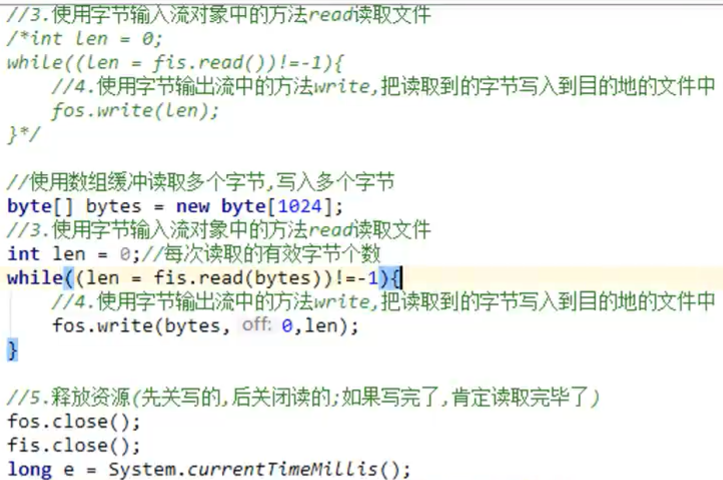 //3.使用字节输入流对象中的方法read读取文件
/*int len = 0;
while((len = fis.read())!=-1){
    //4.使用字节输出流中的方法write,把读取到的字节写入到目的地的文件中
    fos.write(len);
}*/
//使用数组缓冲读取多个字节,写入多个字节
byte[] bytes = new byte[1024];
//3.使用字节输入流对象中的方法read读取文件
int len = 0;//每次读取的有效字节个数
while((len = fis.read(bytes))!=-1){
    //4.使用字节输出流中的方法write,把读取到的字节写入到目的地的文件中
    fos.write(bytes, off: 0,len);
}
//5.释放资源(先关写的,后关闭读的;如果写完了,肯定读取完毕了)
fos.close();
fis.close();
long e = System.currentTimeMillis();